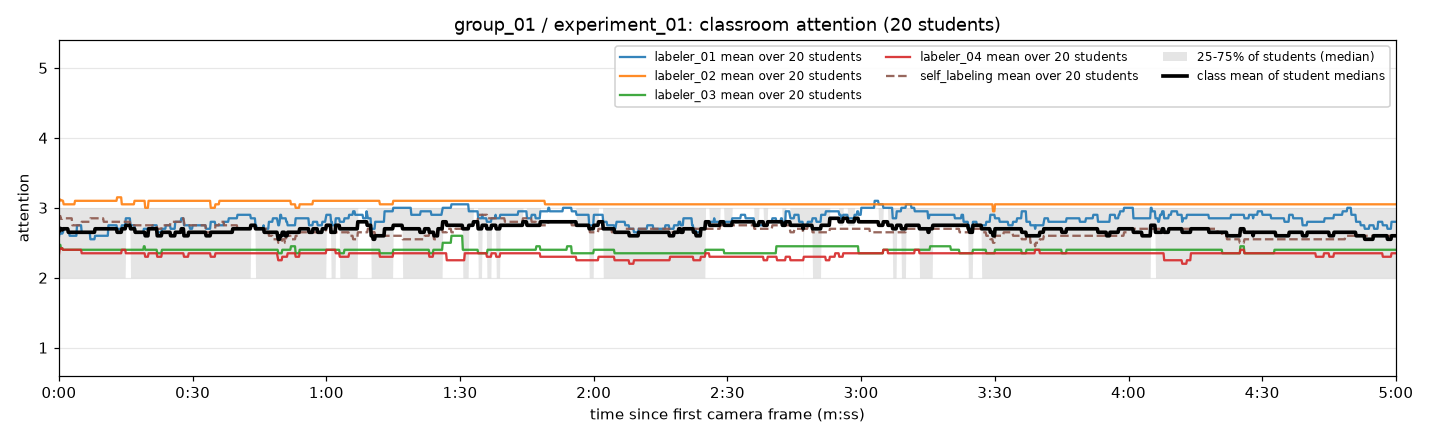 group_01 / experiment_01: classroom attention (20 students)
labeler_01 mean over 20 students
labeler_02 mean over 20 students
labeler_03 mean over 20 students
labeler_04 mean over 20 students
self_labeling mean over 20 students
25-75% of students (median)
class mean of student medians
attention
5
4
3
2
1
0:00 0:30 1:00 1:30 2:00 2:30 3:00 3:30 4:00 4:30 5:00
time since first camera frame (m:ss)